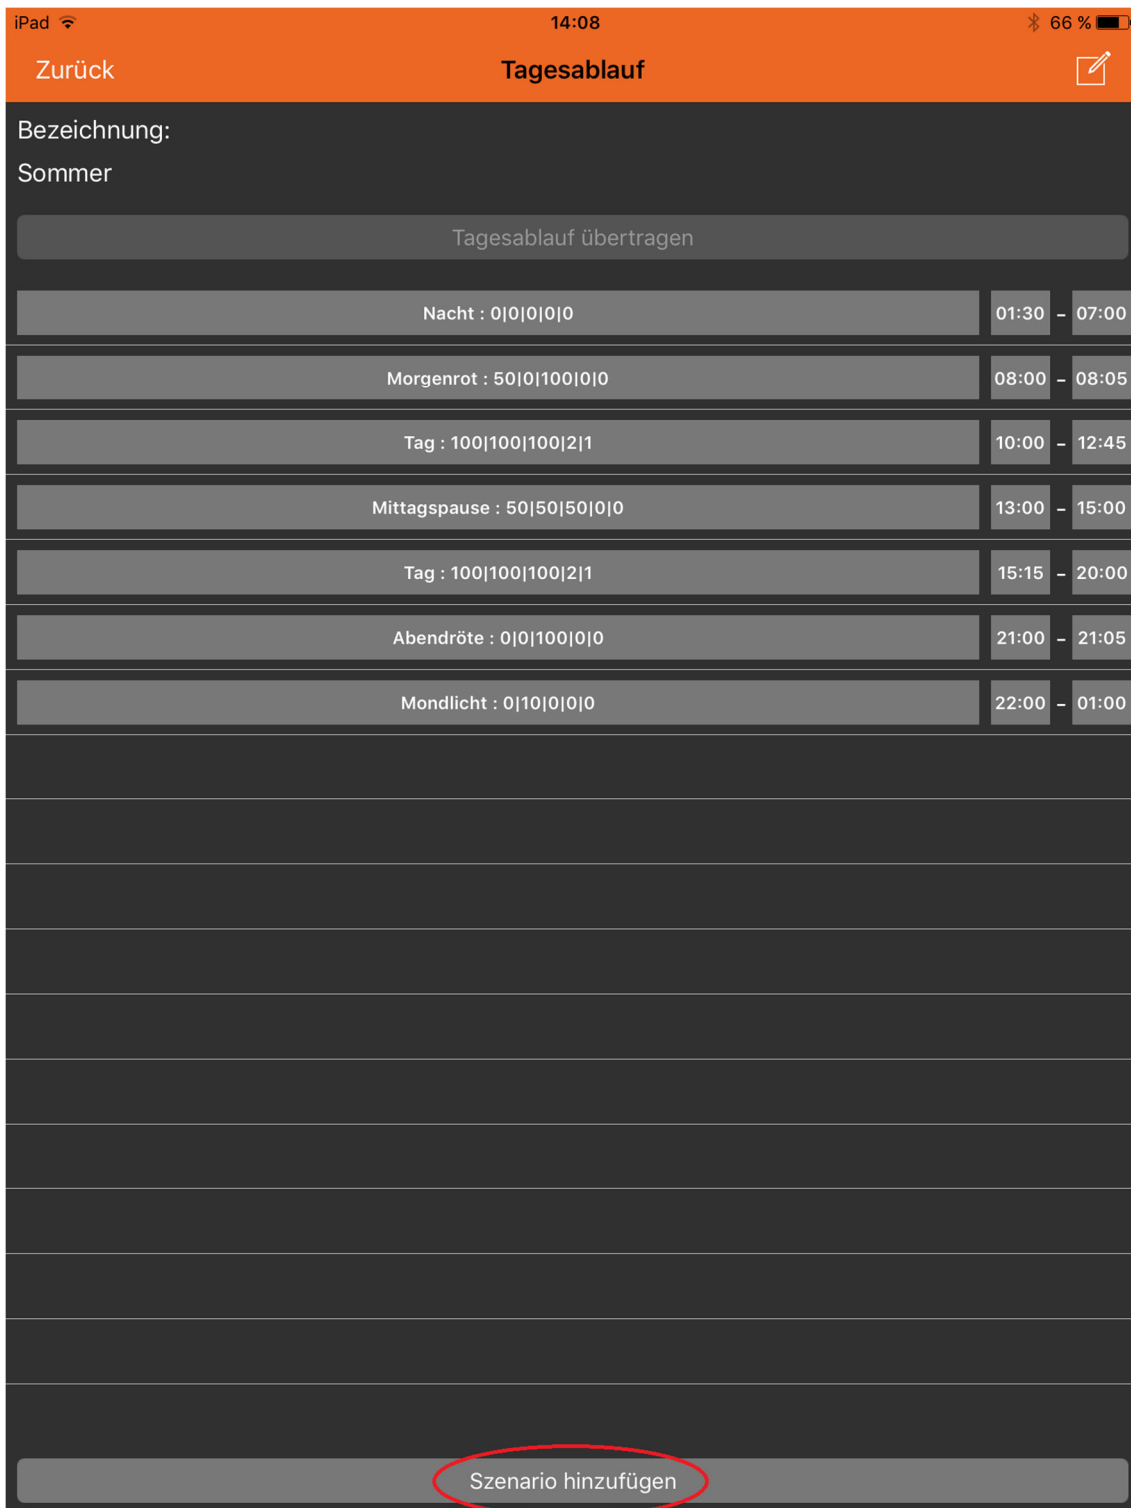 iPad 14:08 66 %
Zurück Tagesablauf
Bezeichnung:
Sommer
Tagesablauf übertragen
Nacht : 0|0|0|0|0 01:30 – 07:00
Morgenrot : 50|0|100|0|0 08:00 – 08:05
Tag : 100|100|100|2|1 10:00 – 12:45
Mittagspause : 50|50|50|0|0 13:00 – 15:00
Tag : 100|100|100|2|1 15:15 – 20:00
Abendröte : 0|0|100|0|0 21:00 – 21:05
Mondlicht : 0|10|0|0|0 22:00 – 01:00
Szenario hinzufügen